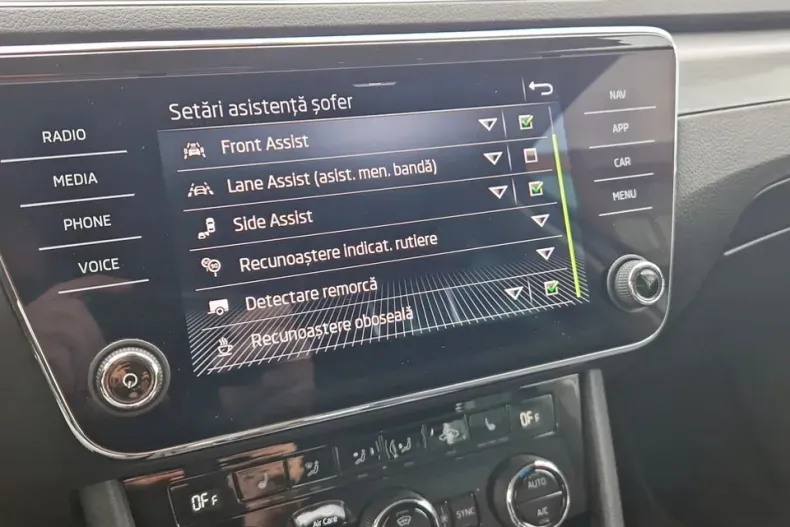 RADIO
MEDIA
PHONE
VOICE
Setări asistență șofer
Front Assist
Lane Assist (asist. men. bandă)
Side Assist
Recunoaștere indicat. rutiere
Detectare remorcă
Recunoaștere oboseală
NAV
APP
CAR
MENU
OFF
OFF
Air Care
SYNC
AUTO
A/C